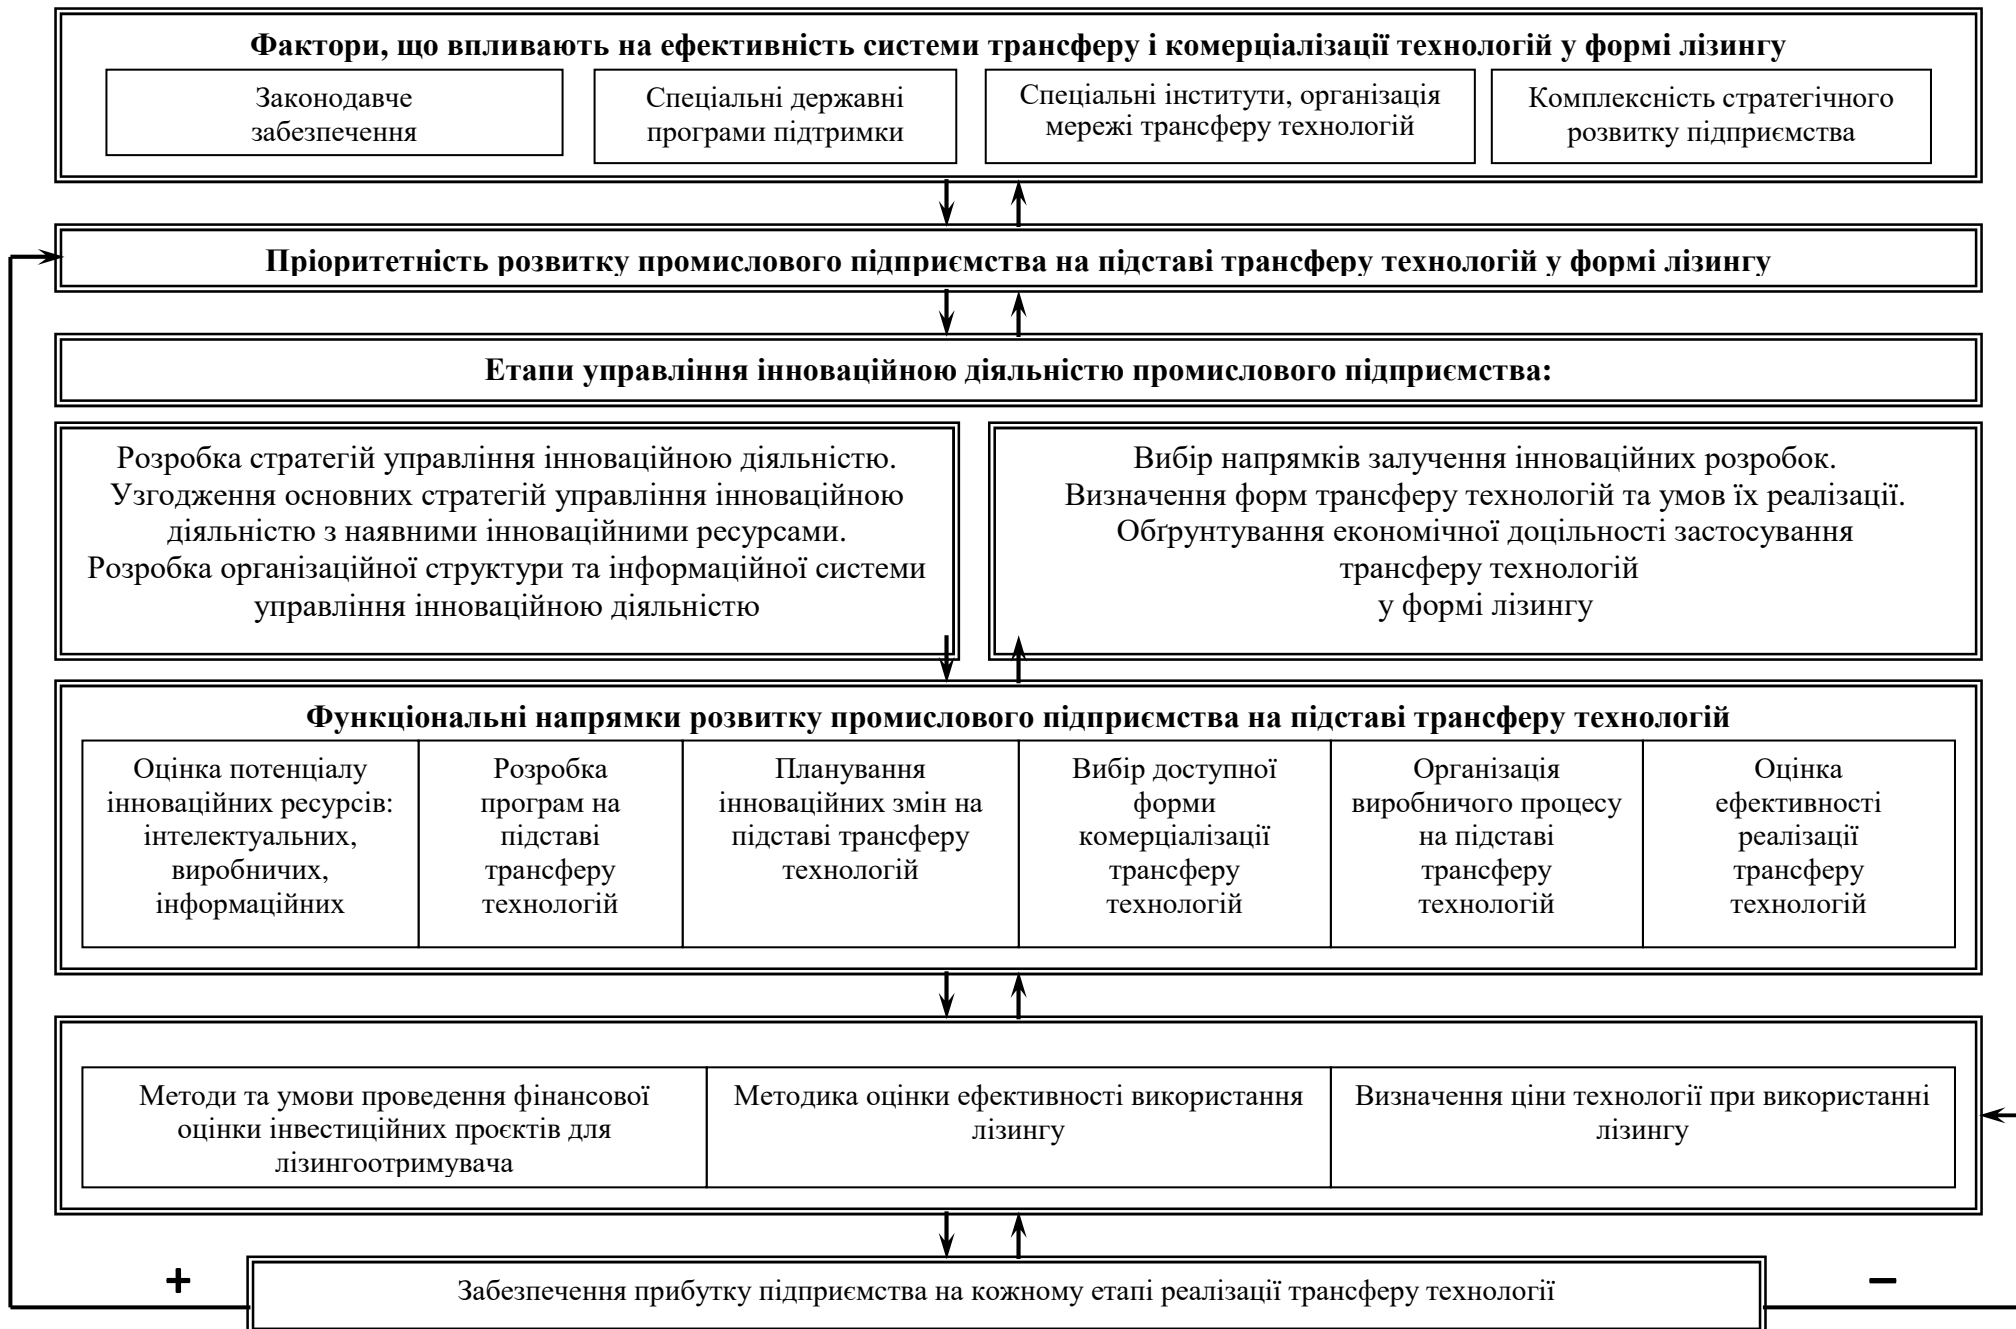 Фактори, що впливають на ефективність системи трансферу і комерціалізації технологій у формі лізингу
Законодавче
забезпечення
Спеціальні державні
програми підтримки
Спеціальні інститути, організація
мережі трансферу технологій
Комплексність стратегічного
розвитку підприємства
Пріоритетність розвитку промислового підприємства на підставі трансферу технологій у формі лізингу
Етапи управління інноваційною діяльністю промислового підприємства:
Розробка стратегій управління інноваційною діяльністю.
Узгодження основних стратегій управління інноваційною
діяльністю з наявними інноваційними ресурсами.
Розробка організаційної структури та інформаційної системи
управління інноваційною діяльністю
Вибір напрямків залучення інноваційних розробок.
Визначення форм трансферу технологій та умов їх реалізації.
Обґрунтування економічної доцільності застосування
трансферу технологій
у формі лізингу
Функціональні напрямки розвитку промислового підприємства на підставі трансферу технологій
Оцінка потенціалу
інноваційних ресурсів:
інтелектуальних,
виробничих,
інформаційних
Розробка
програм на
підставі
трансферу
технологій
Планування
інноваційних змін на
підставі трансферу
технологій
Вибір доступної
форми
комерціалізації
трансферу
технологій
Організація
виробничого процесу
на підставі
трансферу
технологій
Оцінка
ефективності
реалізації
трансферу
технологій
Методи та умови проведення фінансової
оцінки інвестиційних проєктів для
лізингоотримувача
Методика оцінки ефективності використання
лізингу
Визначення ціни технології при використанні
лізингу
+
Забезпечення прибутку підприємства на кожному етапі реалізації трансферу технології
–